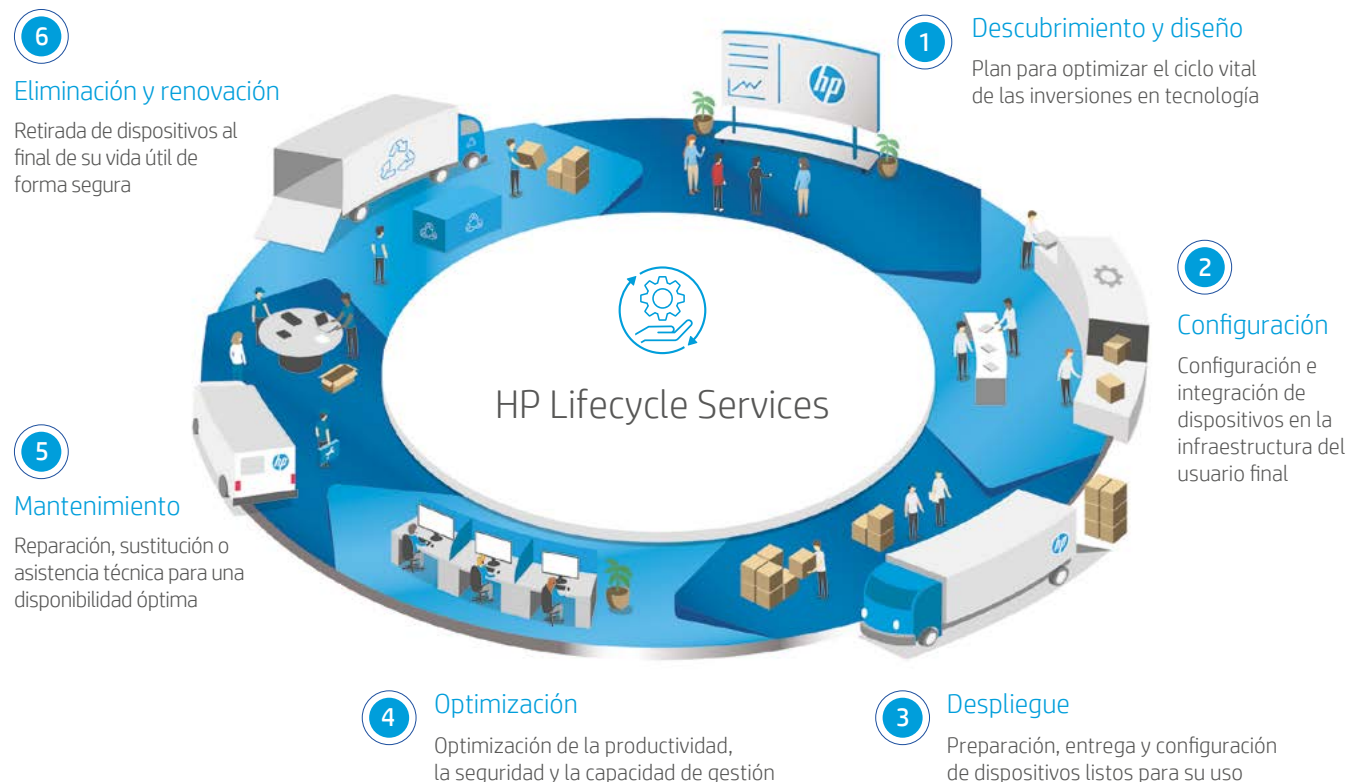 1
Descubrimiento y diseño
Plan para optimizar el ciclo vital
de las inversiones en tecnología
2
Configuración
Configuración e
integración de
dispositivos en la
infraestructura del
usuario final
3
Despliegue
Preparación, entrega y configuración
de dispositivos listos para su uso
4
Optimización
Optimización de la productividad,
la seguridad y la capacidad de gestión
5
Mantenimiento
Reparación, sustitución o
asistencia técnica para una
disponibilidad óptima
6
Eliminación y renovación
Retirada de dispositivos al
final de su vida útil de
forma segura
HP Lifecycle Services
hp
hp
hp